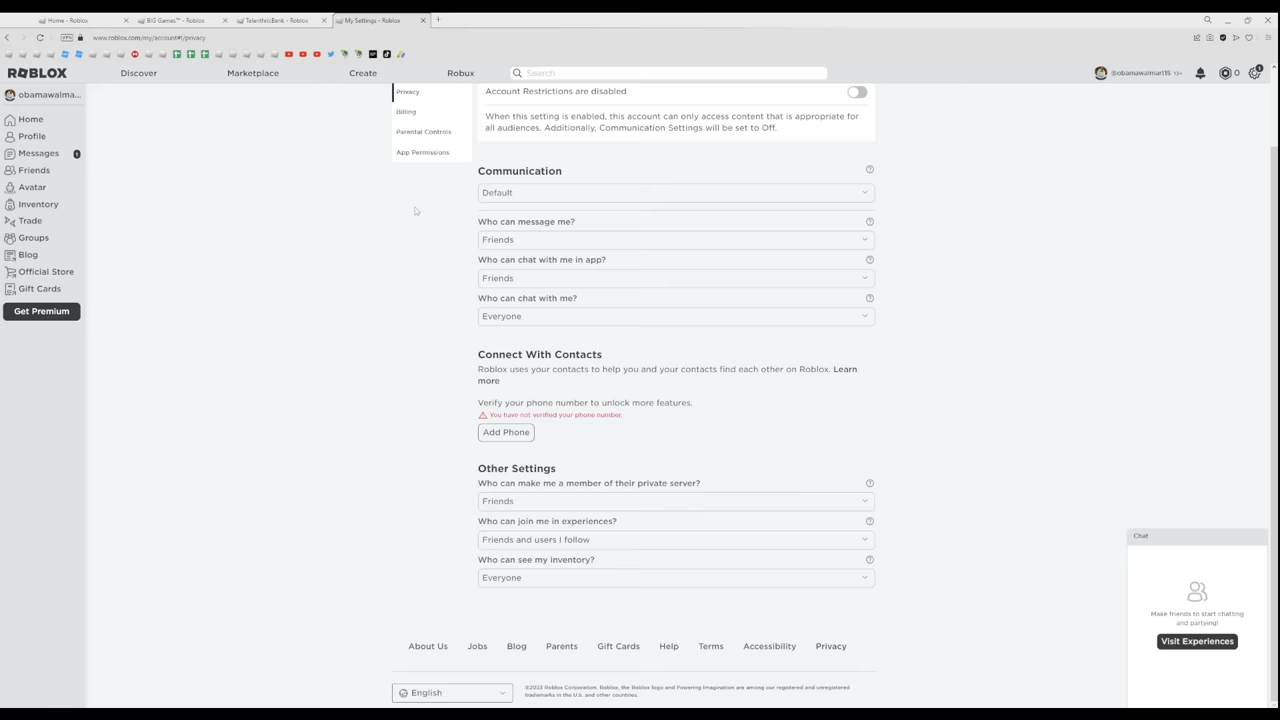 Home - Roblox
BIG Games™ - Roblox
TelanthricBank - Roblox
My Settings - Roblox
VPN
www.roblox.com/my/account#!/privacy
ROBLOX
Discover
Marketplace
Create
Robux
Search
@obamawalmart15 13+
0
1
obamawalma...
Home
Profile
Messages 1
Friends
Avatar
Inventory
Trade
Groups
Blog
Official Store
Gift Cards
Get Premium
Privacy
Billing
Parental Controls
App Permissions
Account Restrictions are disabled
When this setting is enabled, this account can only access content that is appropriate for
all audiences. Additionally, Communication Settings will be set to Off.
Communication
Default
Who can message me?
Friends
Who can chat with me in app?
Friends
Who can chat with me?
Everyone
Connect With Contacts
Roblox uses your contacts to help you and your contacts find each other on Roblox. Learn
more
Verify your phone number to unlock more features.
You have not verified your phone number.
Add Phone
Other Settings
Who can make me a member of their private server?
Friends
Who can join me in experiences?
Friends and users I follow
Who can see my inventory?
Everyone
Chat
Make friends to start chatting
and partying!
Visit Experiences
About Us
Jobs
Blog
Parents
Gift Cards
Help
Terms
Accessibility
Privacy
English
©2023 Roblox Corporation. Roblox, the Roblox logo and Powering Imagination are among our registered and unregistered
trademarks in the U.S. and other countries.